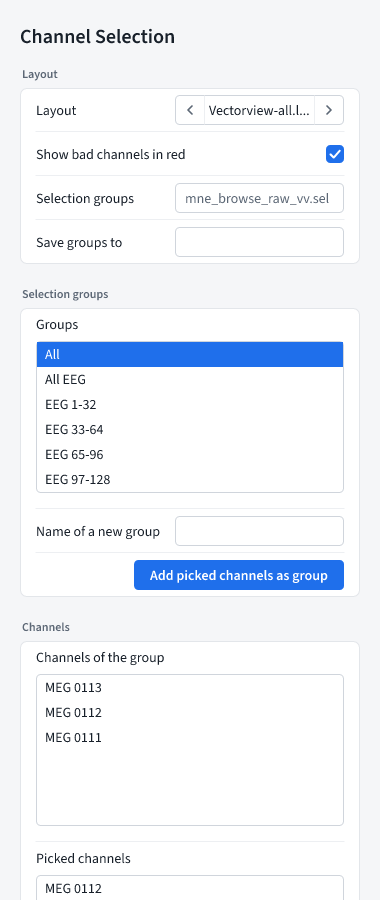 Channel Selection
Layout
Layout
Vectorview-all.l...
Show bad channels in red
Selection groups
mne_browse_raw_vv.sel
Save groups to
Selection groups
Groups
All
All EEG
EEG 1-32
EEG 33-64
EEG 65-96
EEG 97-128
Name of a new group
Add picked channels as group
Channels
Channels of the group
MEG 0113
MEG 0112
MEG 0111
Picked channels
MEG 0112